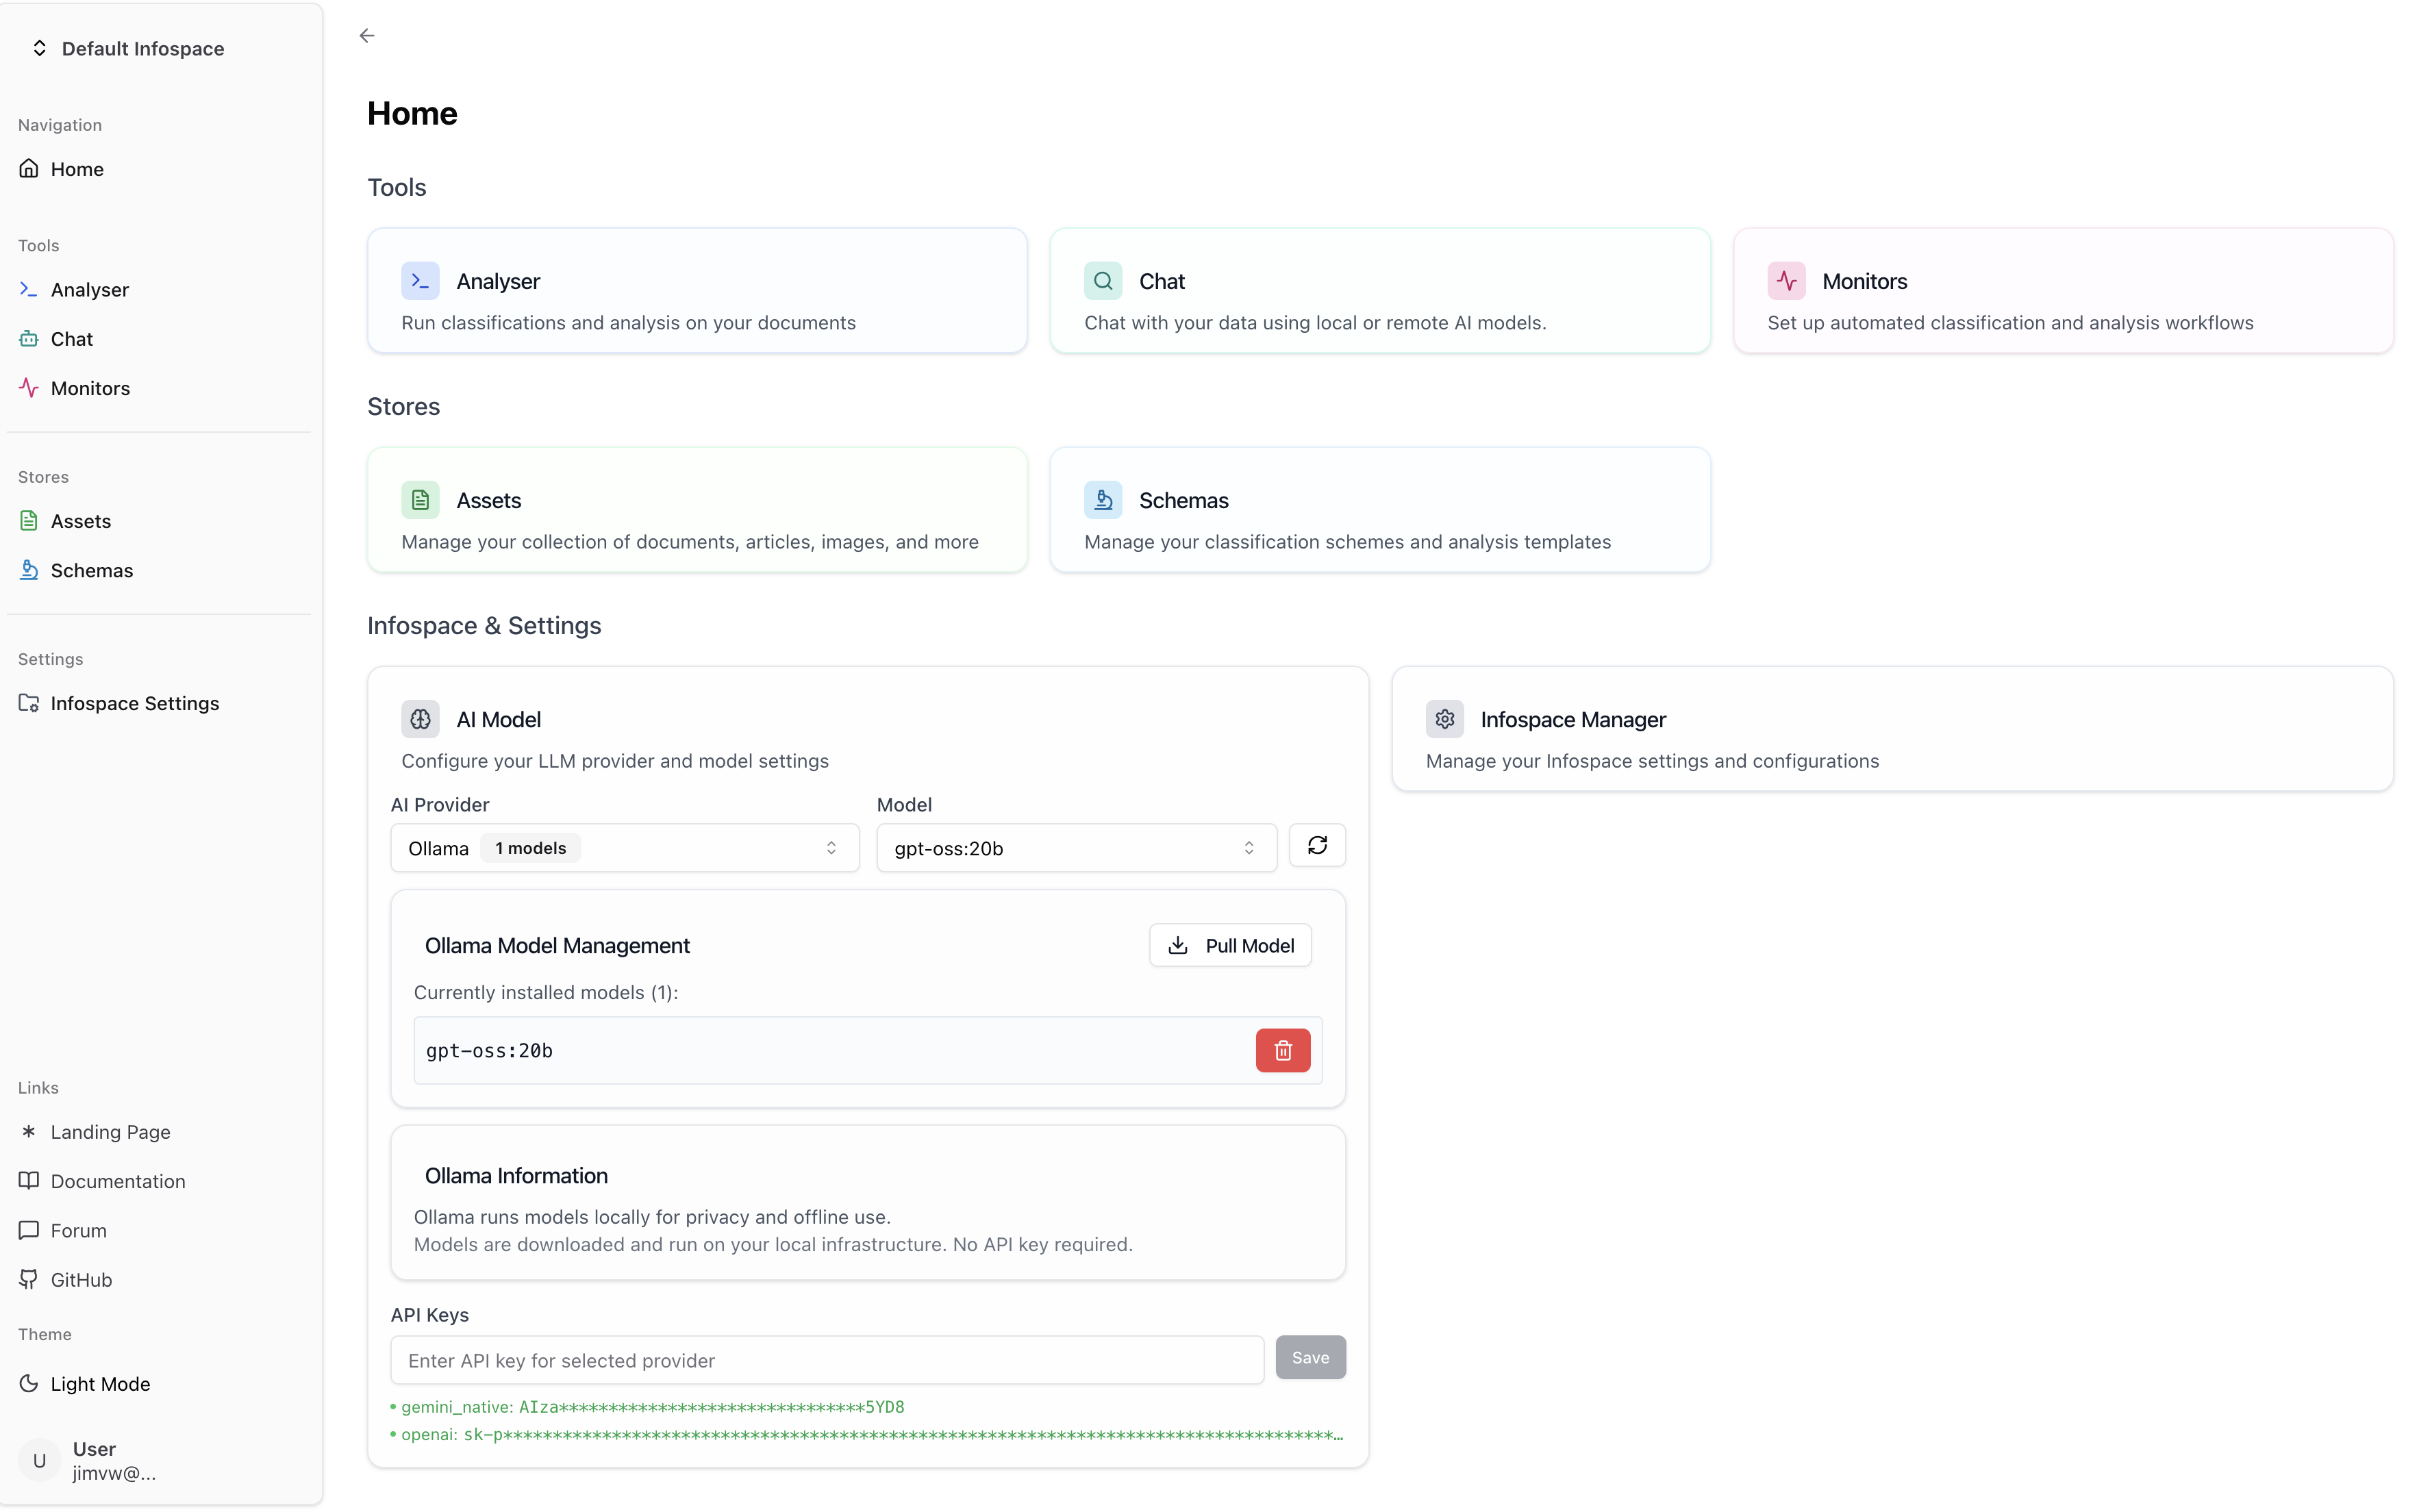 Default Infospace
Navigation
Home
Tools
Analyser
Chat
Monitors
Stores
Assets
Schemas
Settings
Infospace Settings
Links
Landing Page
Documentation
Forum
GitHub
Theme
Light Mode
U
User
jimvw@...
Home
Tools
Analyser
Run classifications and analysis on your documents
Chat
Chat with your data using local or remote AI models.
Monitors
Set up automated classification and analysis workflows
Stores
Assets
Manage your collection of documents, articles, images, and more
Schemas
Manage your classification schemes and analysis templates
Infospace & Settings
AI Model
Configure your LLM provider and model settings
AI Provider
Ollama 1 models
Model
gpt-oss:20b
Ollama Model Management
Pull Model
Currently installed models (1):
gpt-oss:20b
Ollama Information
Ollama runs models locally for privacy and offline use.
Models are downloaded and run on your local infrastructure. No API key required.
API Keys
Enter API key for selected provider
Save
• gemini_native: AIza*******************************5YD8
• openai: sk-p************************************************************************************…
Infospace Manager
Manage your Infospace settings and configurations